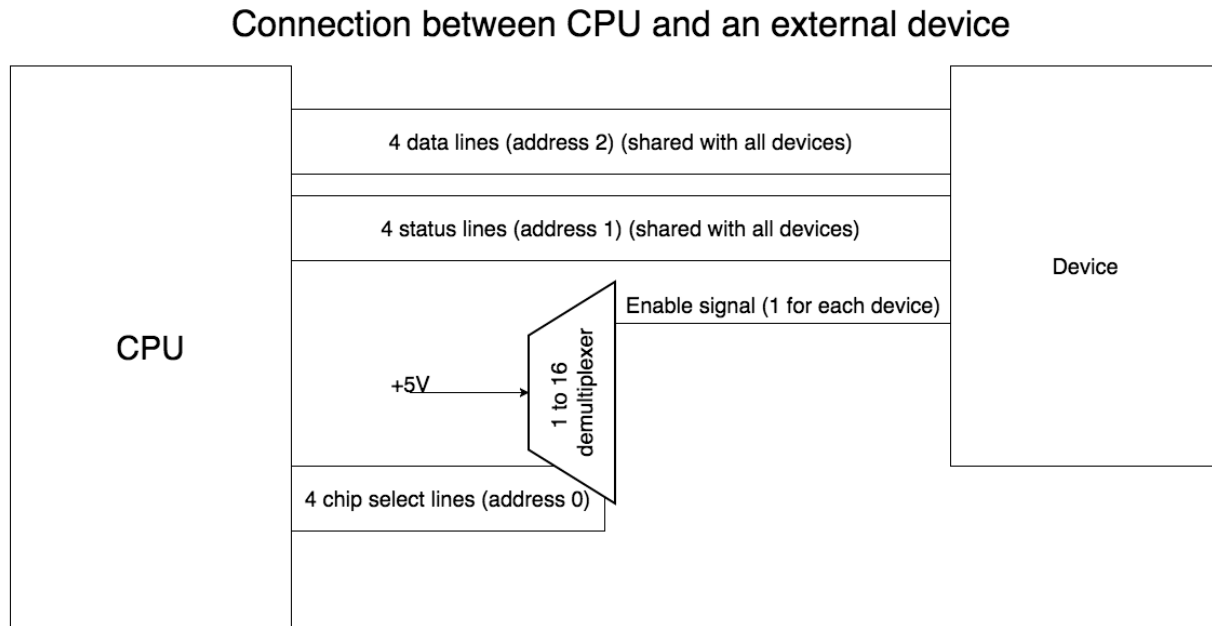 Connection between CPU and an external device
4 data lines (address 2) (shared with all devices)
4 status lines (address 1) (shared with all devices)
Device
Enable signal (1 for each device)
CPU
+5V
1 to 16
demultiplexer
4 chip select lines (address 0)